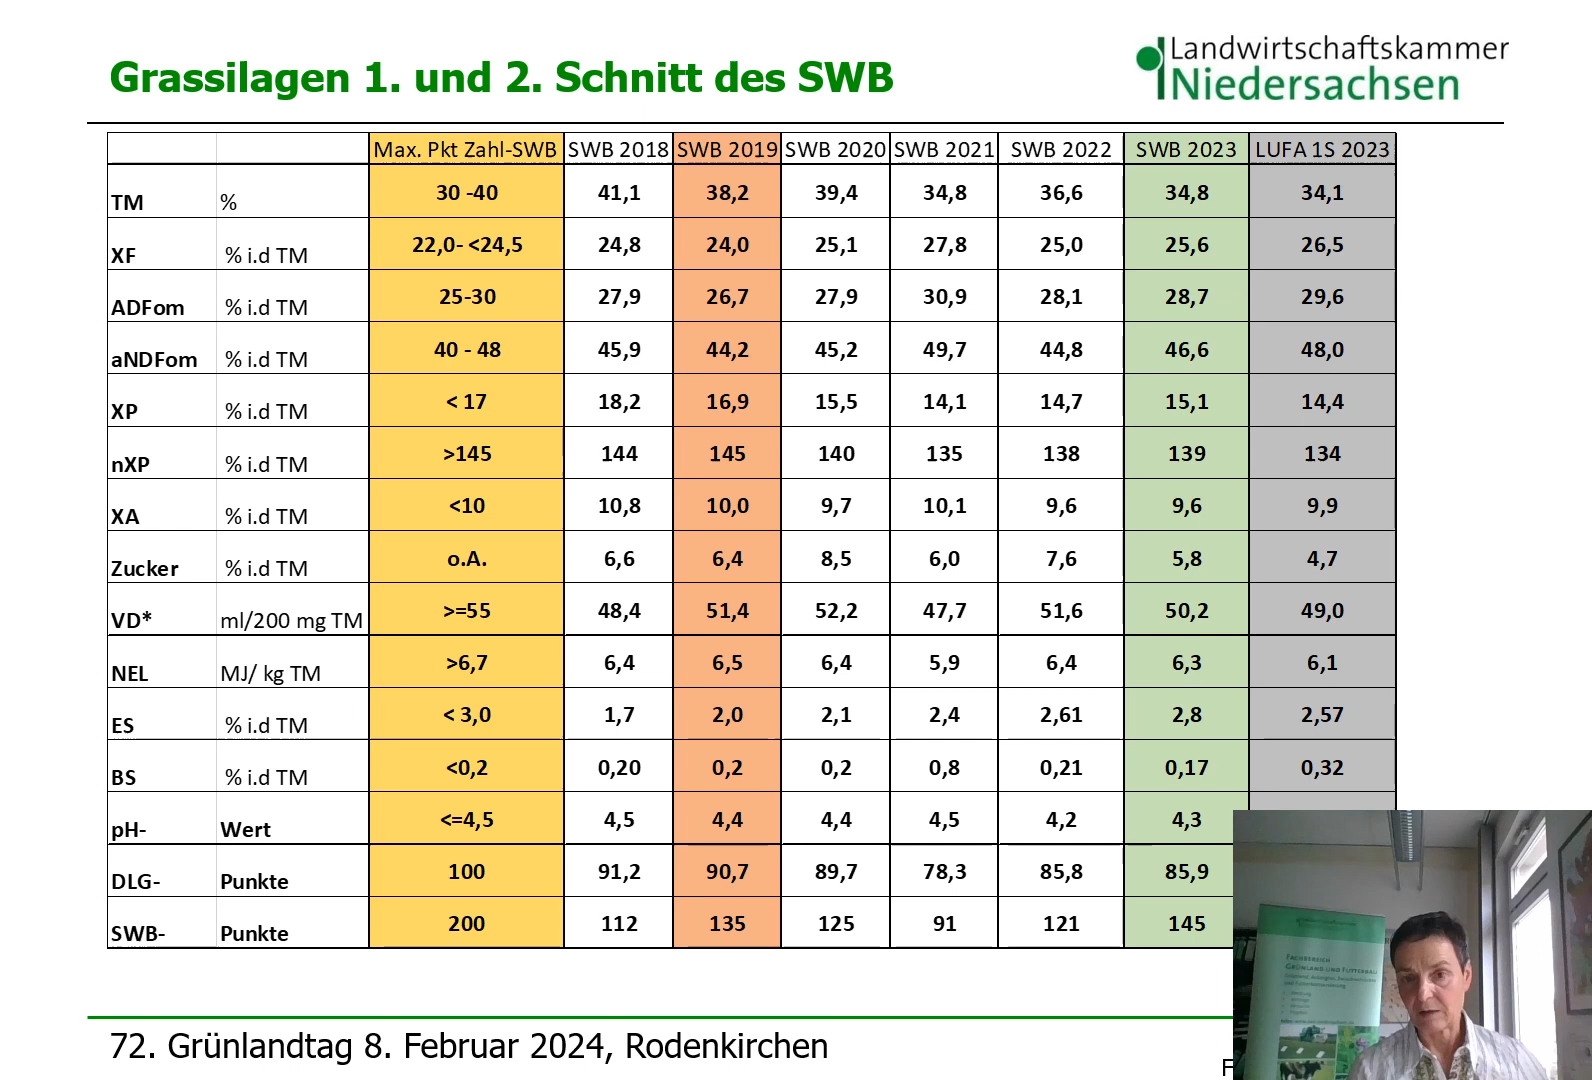 Grassilagen 1. und 2. Schnitt des SWB
Landwirtschaftskammer
Niedersachsen
Max. Pkt Zahl-SWB SWB 2018 SWB 2019 SWB 2020 SWB 2021 SWB 2022 SWB 2023 LUFA 1S 2023
TM % 30 -40 41,1 38,2 39,4 34,8 36,6 34,8 34,1
XF % i.d TM 22,0- <24,5 24,8 24,0 25,1 27,8 25,0 25,6 26,5
ADFom % i.d TM 25-30 27,9 26,7 27,9 30,9 28,1 28,7 29,6
aNDFom % i.d TM 40 - 48 45,9 44,2 45,2 49,7 44,8 46,6 48,0
XP % i.d TM < 17 18,2 16,9 15,5 14,1 14,7 15,1 14,4
nXP % i.d TM >145 144 145 140 135 138 139 134
XA % i.d TM <10 10,8 10,0 9,7 10,1 9,6 9,6 9,9
Zucker % i.d TM o.A. 6,6 6,4 8,5 6,0 7,6 5,8 4,7
VD* ml/200 mg TM >=55 48,4 51,4 52,2 47,7 51,6 50,2 49,0
NEL MJ/ kg TM >6,7 6,4 6,5 6,4 5,9 6,4 6,3 6,1
ES % i.d TM < 3,0 1,7 2,0 2,1 2,4 2,61 2,8 2,57
BS % i.d TM <0,2 0,20 0,2 0,2 0,8 0,21 0,17 0,32
pH- Wert <=4,5 4,5 4,4 4,4 4,5 4,2 4,3
DLG- Punkte 100 91,2 90,7 89,7 78,3 85,8 85,9
SWB- Punkte 200 112 135 125 91 121 145
FACHBEREICH
GRÜNLAND UND FUTTERBAU
72. Grünlandtag 8. Februar 2024, Rodenkirchen
F